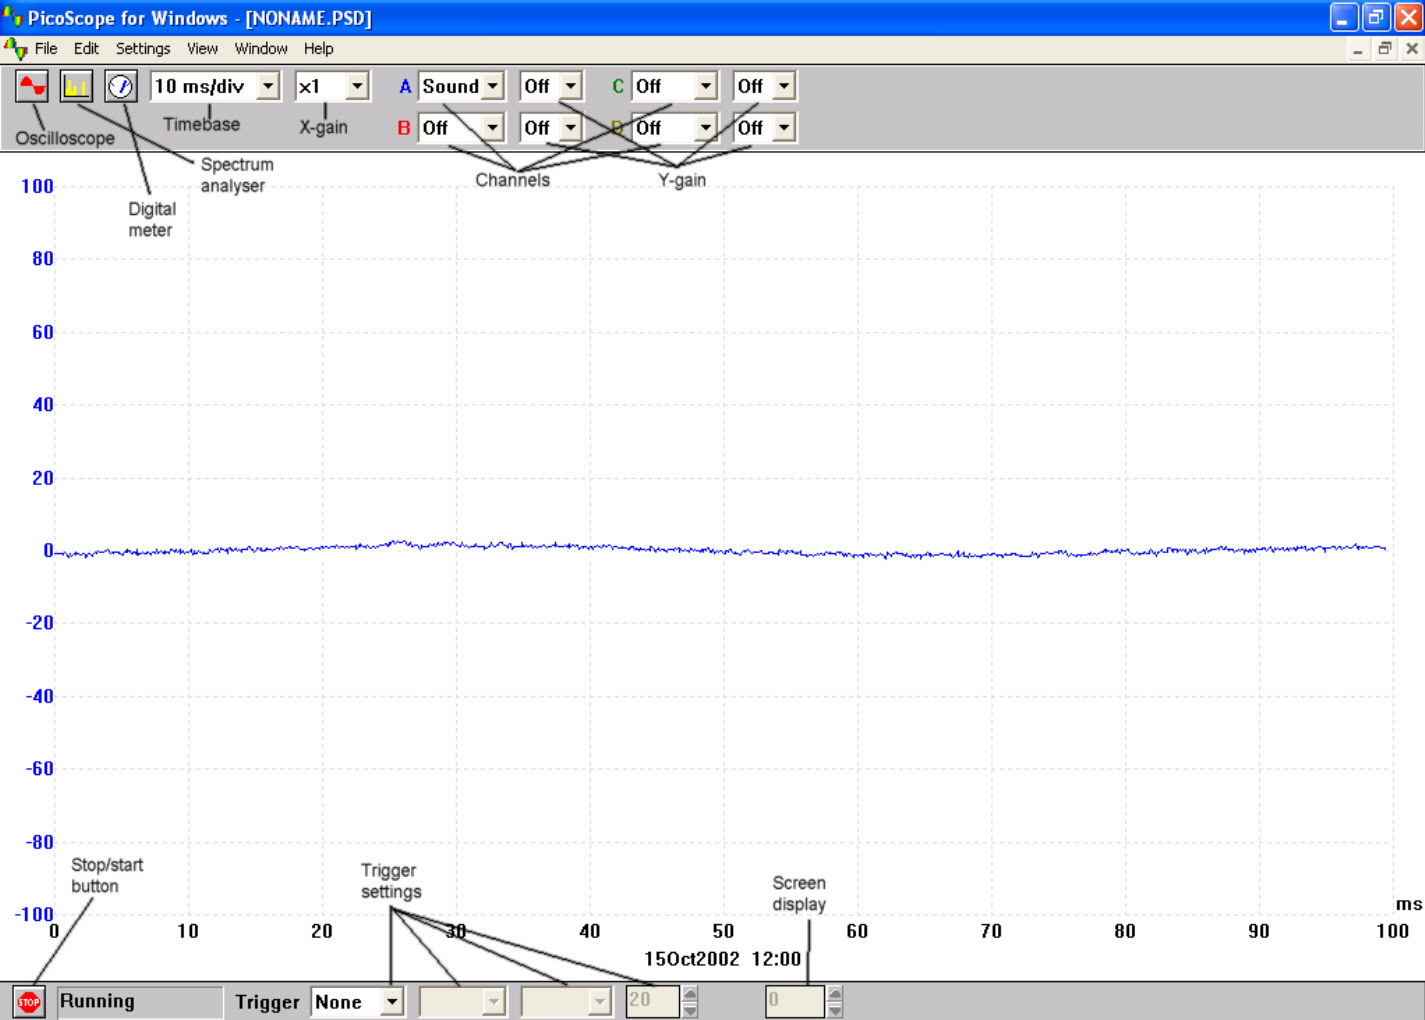 PicoScope for Windows - [NONAME.PSD]
File Edit Settings View Window Help
10 ms/div x1 A Sound Off C Off Off
Oscilloscope Timebase X-gain B Off Off D Off Off
Spectrum
analyser
Channels Y-gain
Digital
meter
100
80
60
40
20
0
-20
-40
-60
-80
-100
Stop/start
button
Trigger
settings
Screen
display
ms
0 10 20 30 40 50 60 70 80 90 100
15Oct2002 12:00
STOP Running Trigger None 20 0